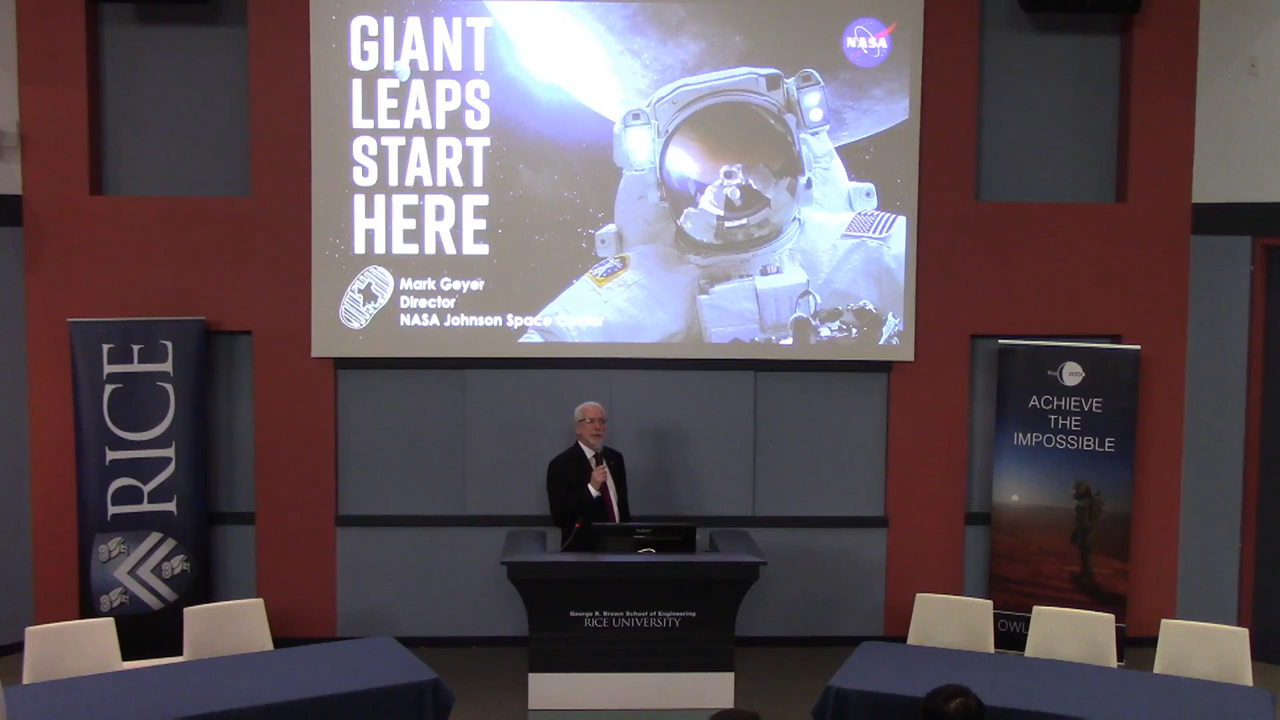 GIANT
LEAPS
START
HERE
NASA
Mark Geyer
Director
NASA Johnson Space Center
RICE
ACHIEVE
THE
IMPOSSIBLE
OWL
George R. Brown School of Engineering
RICE UNIVERSITY